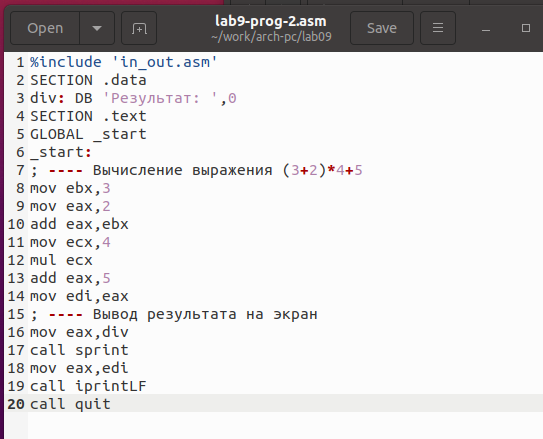 Open
lab9-prog-2.asm
~/work/arch-pc/lab09
Save
1 %include 'in_out.asm'
2 SECTION .data
3 div: DB 'Результат: ',0
4 SECTION .text
5 GLOBAL _start
6 _start:
7 ; ---- Вычисление выражения (3+2)*4+5
8 mov ebx,3
9 mov eax,2
10 add eax,ebx
11 mov ecx,4
12 mul ecx
13 add eax,5
14 mov edi,eax
15 ; ---- Вывод результата на экран
16 mov eax,div
17 call sprint
18 mov eax,edi
19 call iprintLF
20 call quit